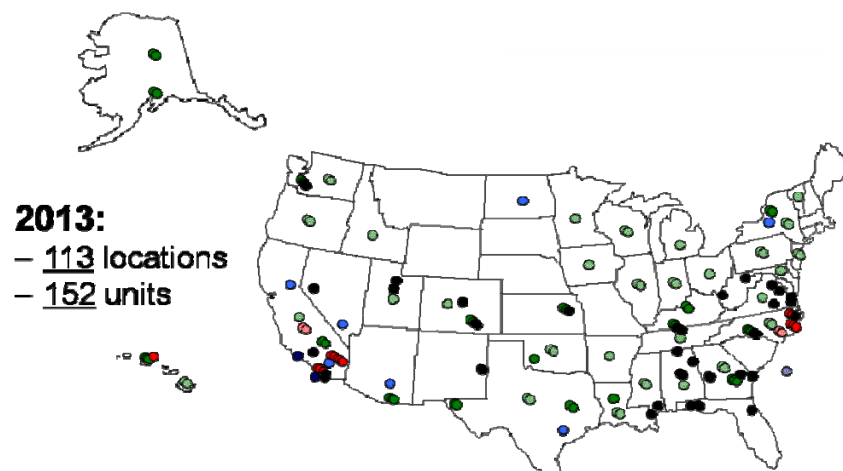 2013:
– 113 locations
– 152 units